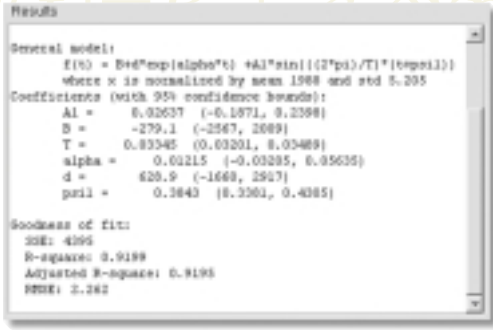 Results
General model:
f(t) = B+d*exp(alpha*t) +A1*sin(((2*pi)/T)*(t+psi1))
where x is normalized by mean 1988 and std 5.205
Coefficients (with 95% confidence bounds):
A1 = 0.02637 (-0.1871, 0.2398)
B = -279.1 (-2567, 2009)
T = 0.03345 (0.03201, 0.03489)
alpha = 0.01215 (-0.03205, 0.05635)
d = 628.9 (-1660, 2917)
psi1 = 0.3843 (0.3381, 0.4305)
Goodness of fit:
SSE: 4395
R-square: 0.9199
Adjusted R-square: 0.9195
RMSE: 2.262